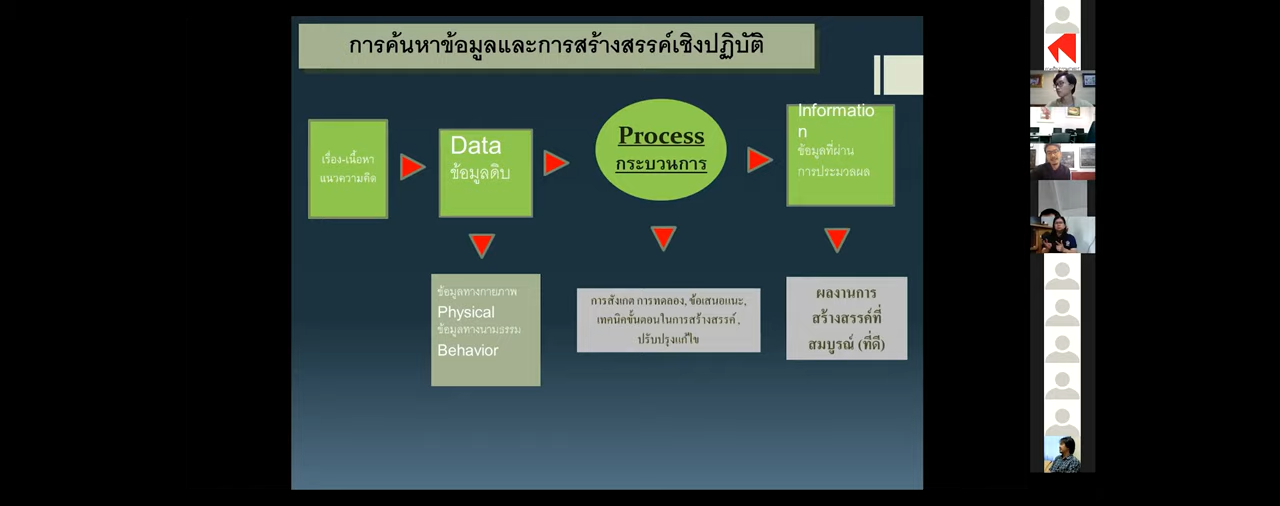 การค้นหาข้อมูลและการสร้างสรรค์เชิงปฏิบัติ
เรื่อง-เนื้อหา
แนวความคิด
Data
ข้อมูลดิบ
Process
กระบวนการ
Informatio
n
ข้อมูลที่ผ่าน
การประมวลผล
ข้อมูลทางกายภาพ
Physical
ข้อมูลทางนามธรรม
Behavior
การสังเกต การทดลอง, ข้อเสนอแนะ,
เทคนิคขั้นตอนในการสร้างสรรค์ ,
ปรับปรุงแก้ไข
ผลงานการ
สร้างสรรค์ที่
สมบูรณ์ (ที่ดี)